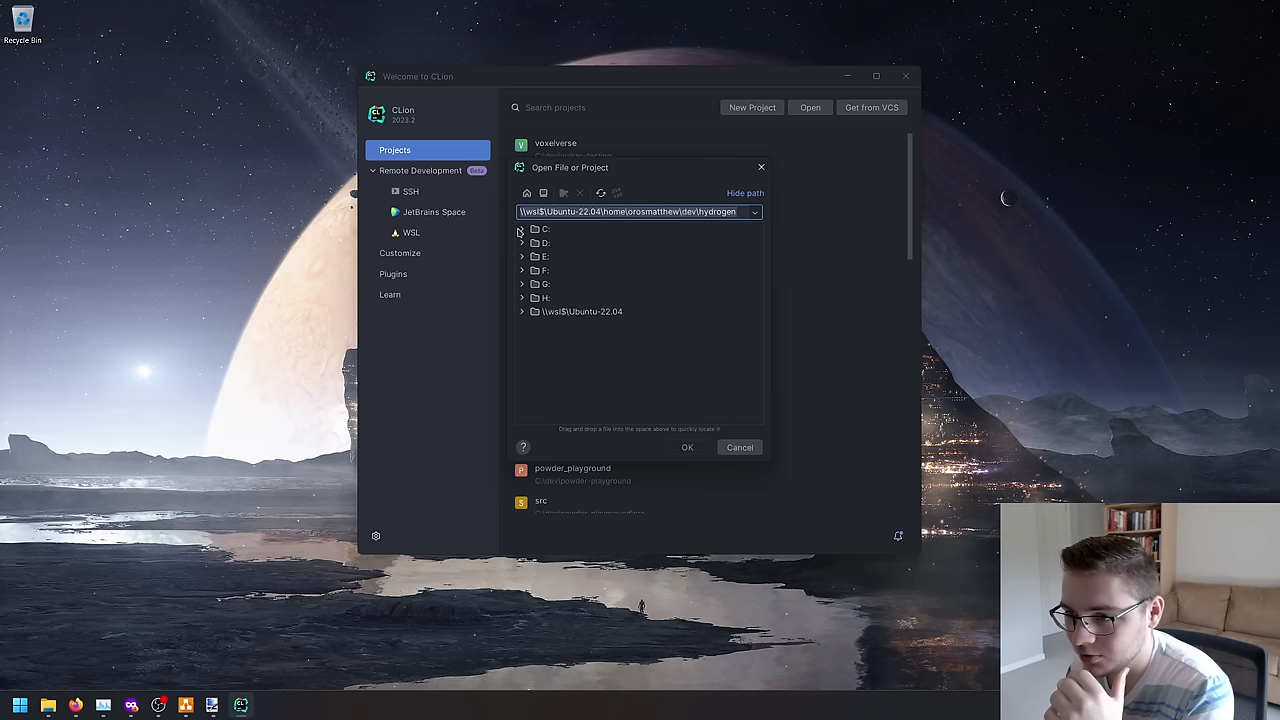 Recycle Bin
Welcome to CLion
CLion
2023.2
Search projects
New Project
Open
Get from VCS
Projects
Remote Development Beta
SSH
JetBrains Space
WSL
Customize
Plugins
Learn
V
voxelverse
Open File or Project
Hide path
\\wsl$\Ubuntu-22.04\home\orosmatthew\dev\hydrogen
C:
D:
E:
F:
G:
H:
\\wsl$\Ubuntu-22.04
Drag and drop a file into the space above to quickly locate it
?
OK
Cancel
P
powder_playground
C:\dev\powder-playground
S
src